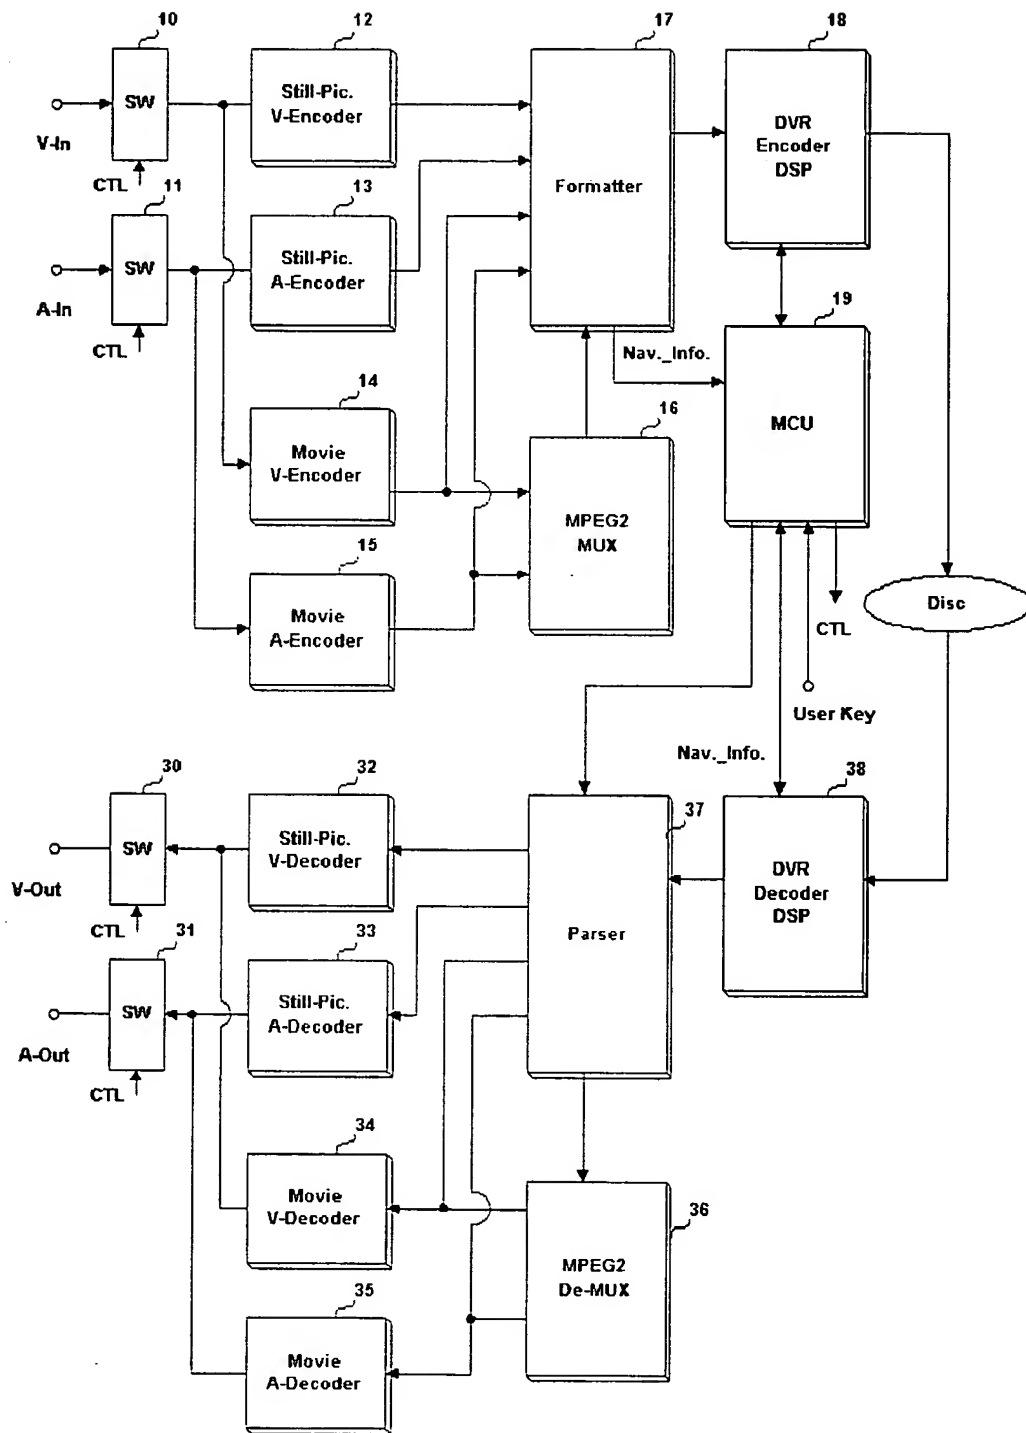 10
12
17
18
SW
Still-Pic.
V-Encoder
DVR
Encoder
DSP
V-In
CTL
11
13
Formatter
SW
Still-Pic.
A-Encoder
A-In
CTL
19
Nav._Info.
14
16
MCU
Movie
V-Encoder
MPEG2
MUX
15
Movie
A-Encoder
Disc
CTL
User Key
Nav._Info.
30
32
37
38
SW
Still-Pic.
V-Decoder
DVR
Decoder
DSP
V-Out
CTL
31
33
Parser
SW
Still-Pic.
A-Decoder
A-Out
CTL
34
36
Movie
V-Decoder
MPEG2
De-MUX
35
Movie
A-Decoder